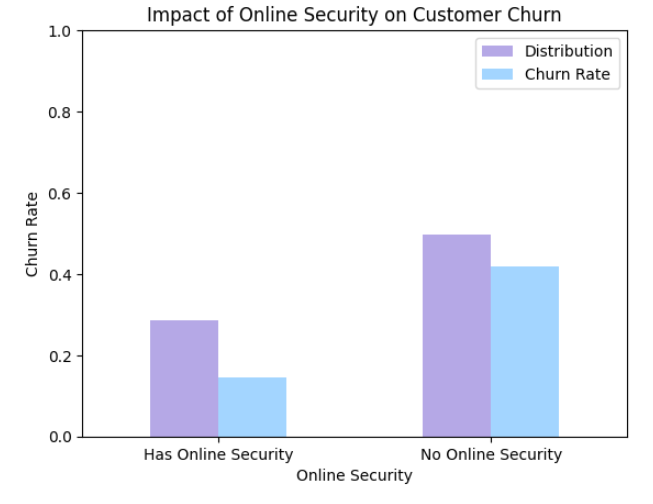 Impact of Online Security on Customer Churn
1.0
0.8
0.6
0.4
0.2
0.0
Churn Rate
Distribution
Churn Rate
Has Online Security
No Online Security
Online Security